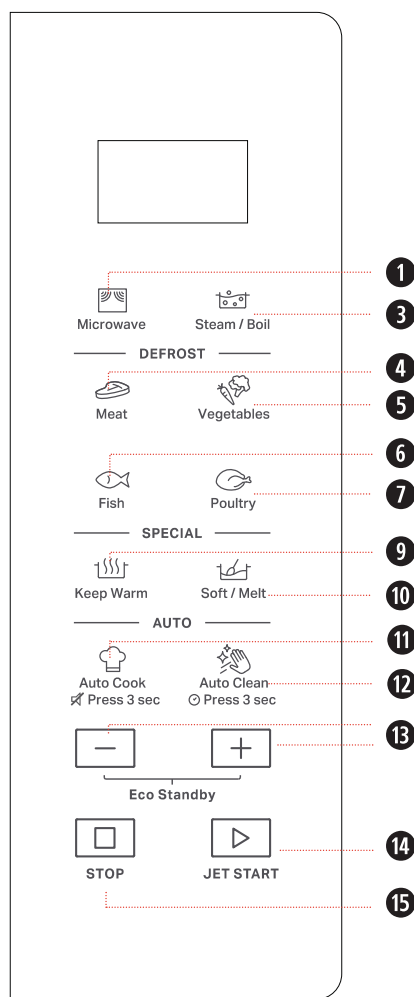 1
Microwave Steam / Boil
3
DEFROST
4
Meat Vegetables
5
6
Fish Poultry
7
SPECIAL
9
Keep Warm Soft / Melt
10
AUTO
11
Auto Cook Auto Clean
12
Press 3 sec Press 3 sec
13
Eco Standby
14
STOP JET START
15